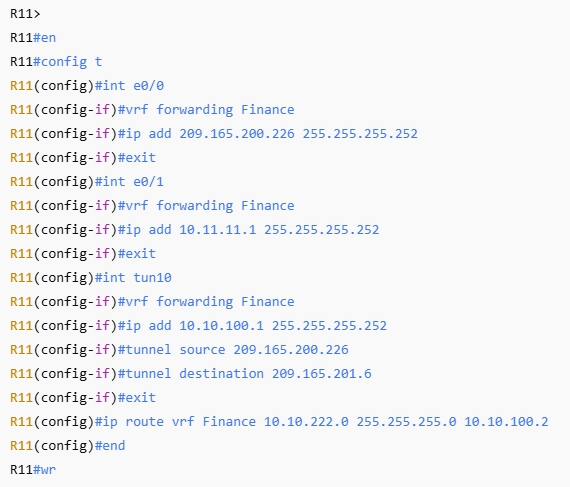 R11>
R11#en
R11#config t
R11(config)#int e0/0
R11(config-if)#vrf forwarding Finance
R11(config-if)#ip add 209.165.200.226 255.255.255.252
R11(config-if)#exit
R11(config)#int e0/1
R11(config-if)#vrf forwarding Finance
R11(config-if)#ip add 10.11.11.1 255.255.255.252
R11(config-if)#exit
R11(config)#int tun10
R11(config-if)#vrf forwarding Finance
R11(config-if)#ip add 10.10.100.1 255.255.255.252
R11(config-if)#tunnel source 209.165.200.226
R11(config-if)#tunnel destination 209.165.201.6
R11(config-if)#exit
R11(config)#ip route vrf Finance 10.10.222.0 255.255.255.0 10.10.100.2
R11(config)#end
R11#wr